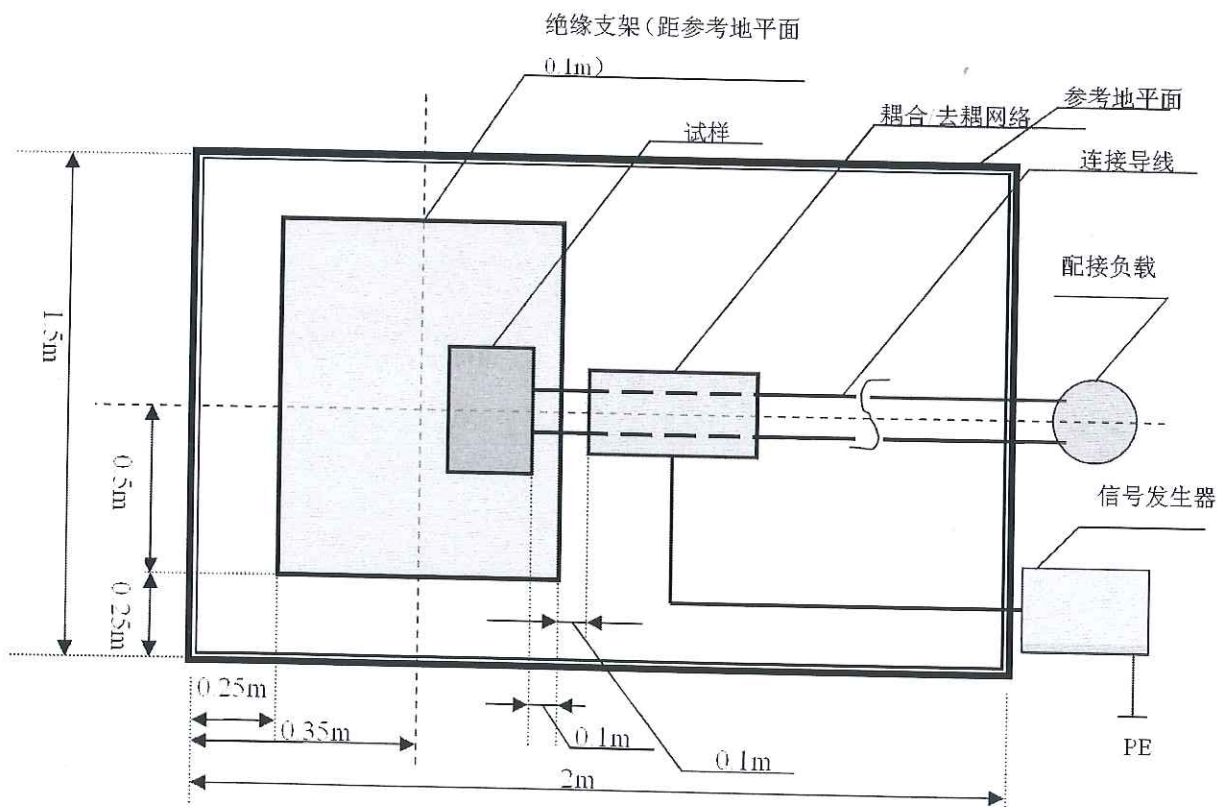 绝缘支架(距参考地平面
0.1m)
参考地平面
耦合/去耦网络
试样
连接导线
配接负载
1.5m
0.5m
信号发生器
0.25m
0.25m
0.35m
0.1m
0.1m
2m
PE